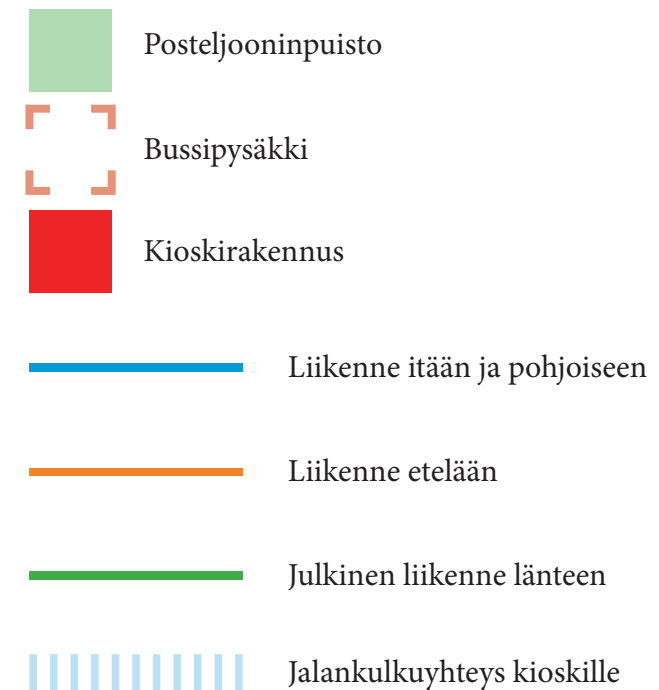 Posteljooninpuisto
Bussipysäkki
Kioskirakennus
Liikenne itään ja pohjoiseen
Liikenne etelään
Julkinen liikenne länteen
Jalankulkuyhteys kioskille